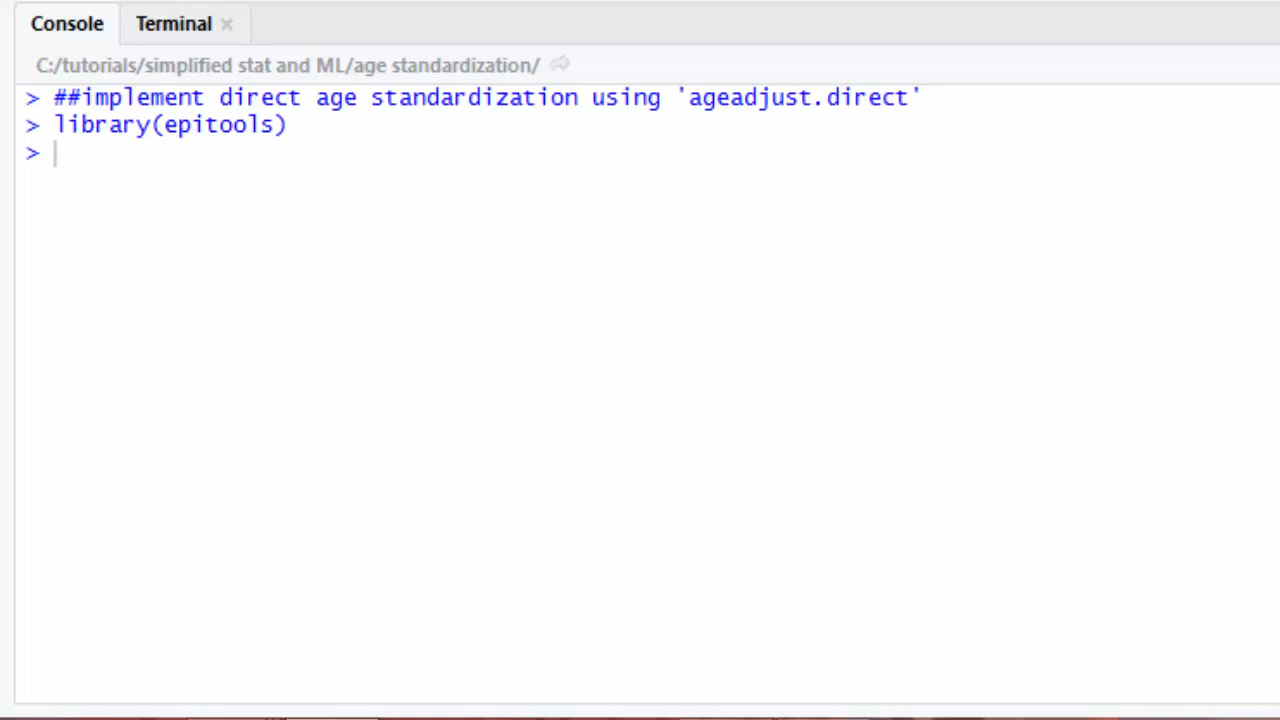 Console Terminal ×
C:/tutorials/simplified stat and ML/age standardization/
> ##implement direct age standardization using 'ageadjust.direct'
> library(epitools)
>